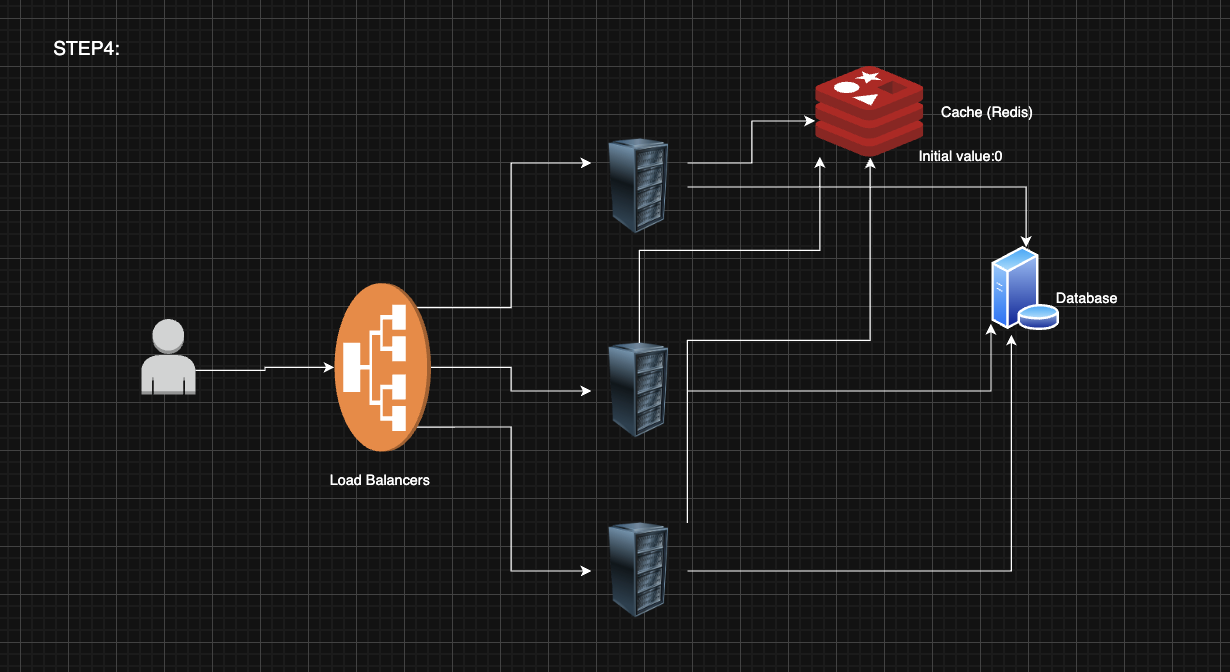 STEP4:
Cache (Redis)
Initial value:0
Database
Load Balancers